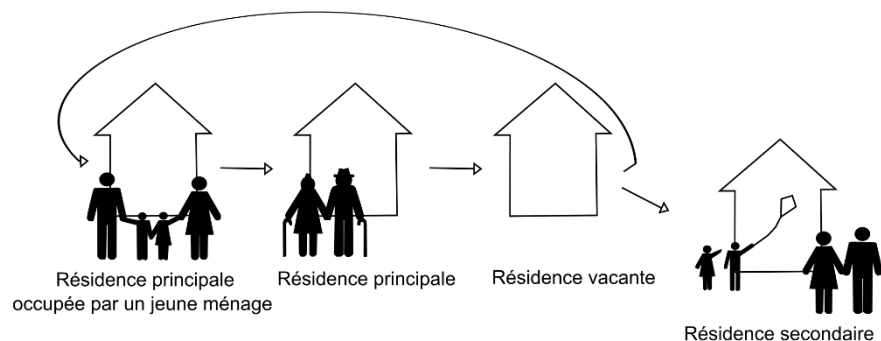 Résidence principale
occupée par un jeune ménage
Résidence principale
Résidence vacante
Résidence secondaire